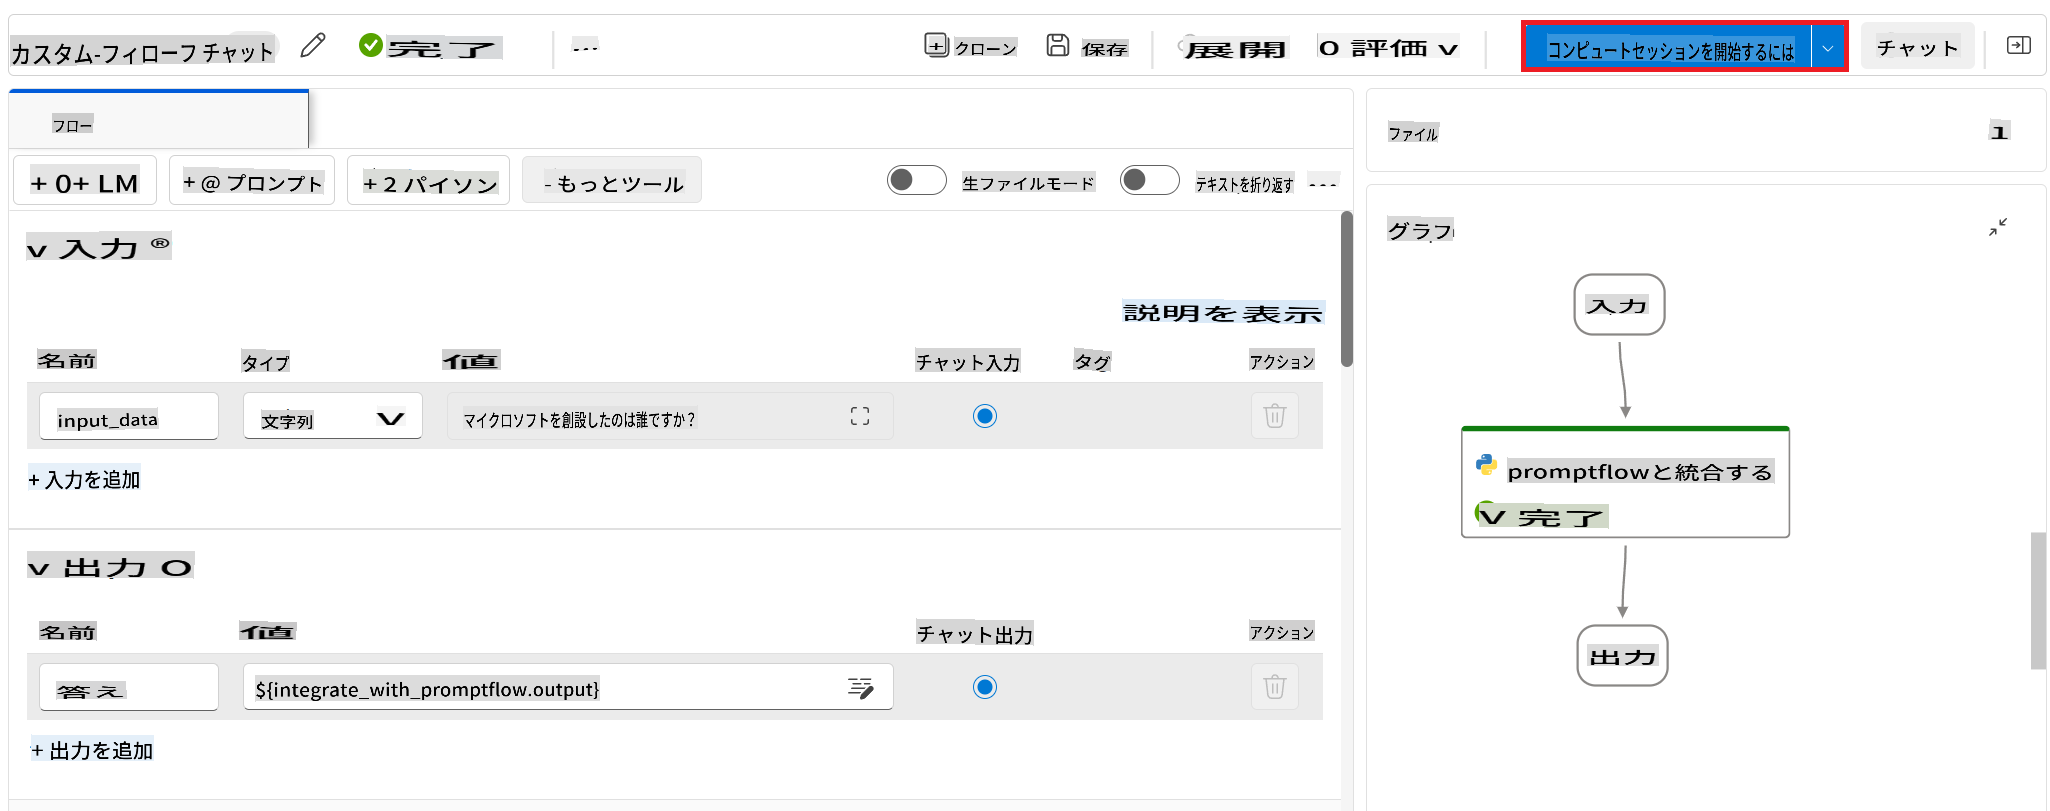 カスタム-フィローフ チャット
完了
クローン
保存
展開
0 評価 v
コンピュートセッションを開始するには
チャット
フロー
+ 0+ LM
+ @ プロンプト
+ 2 パイソン
- もっとツール
生ファイルモード
テキストを折り返す
ファイル
1
v 入力 ®
説明を表示
名前
タイプ
値
チャット入力
タグ
アクション
input_data
文字列
マイクロソフトを創設したのは誰ですか?
+ 入力を追加
v 出力 O
名前
値
チャット出力
アクション
答え
${integrate_with_promptflow.output}
+ 出力を追加
グラフ
入力
promptflowと統合する
V 完了
出力